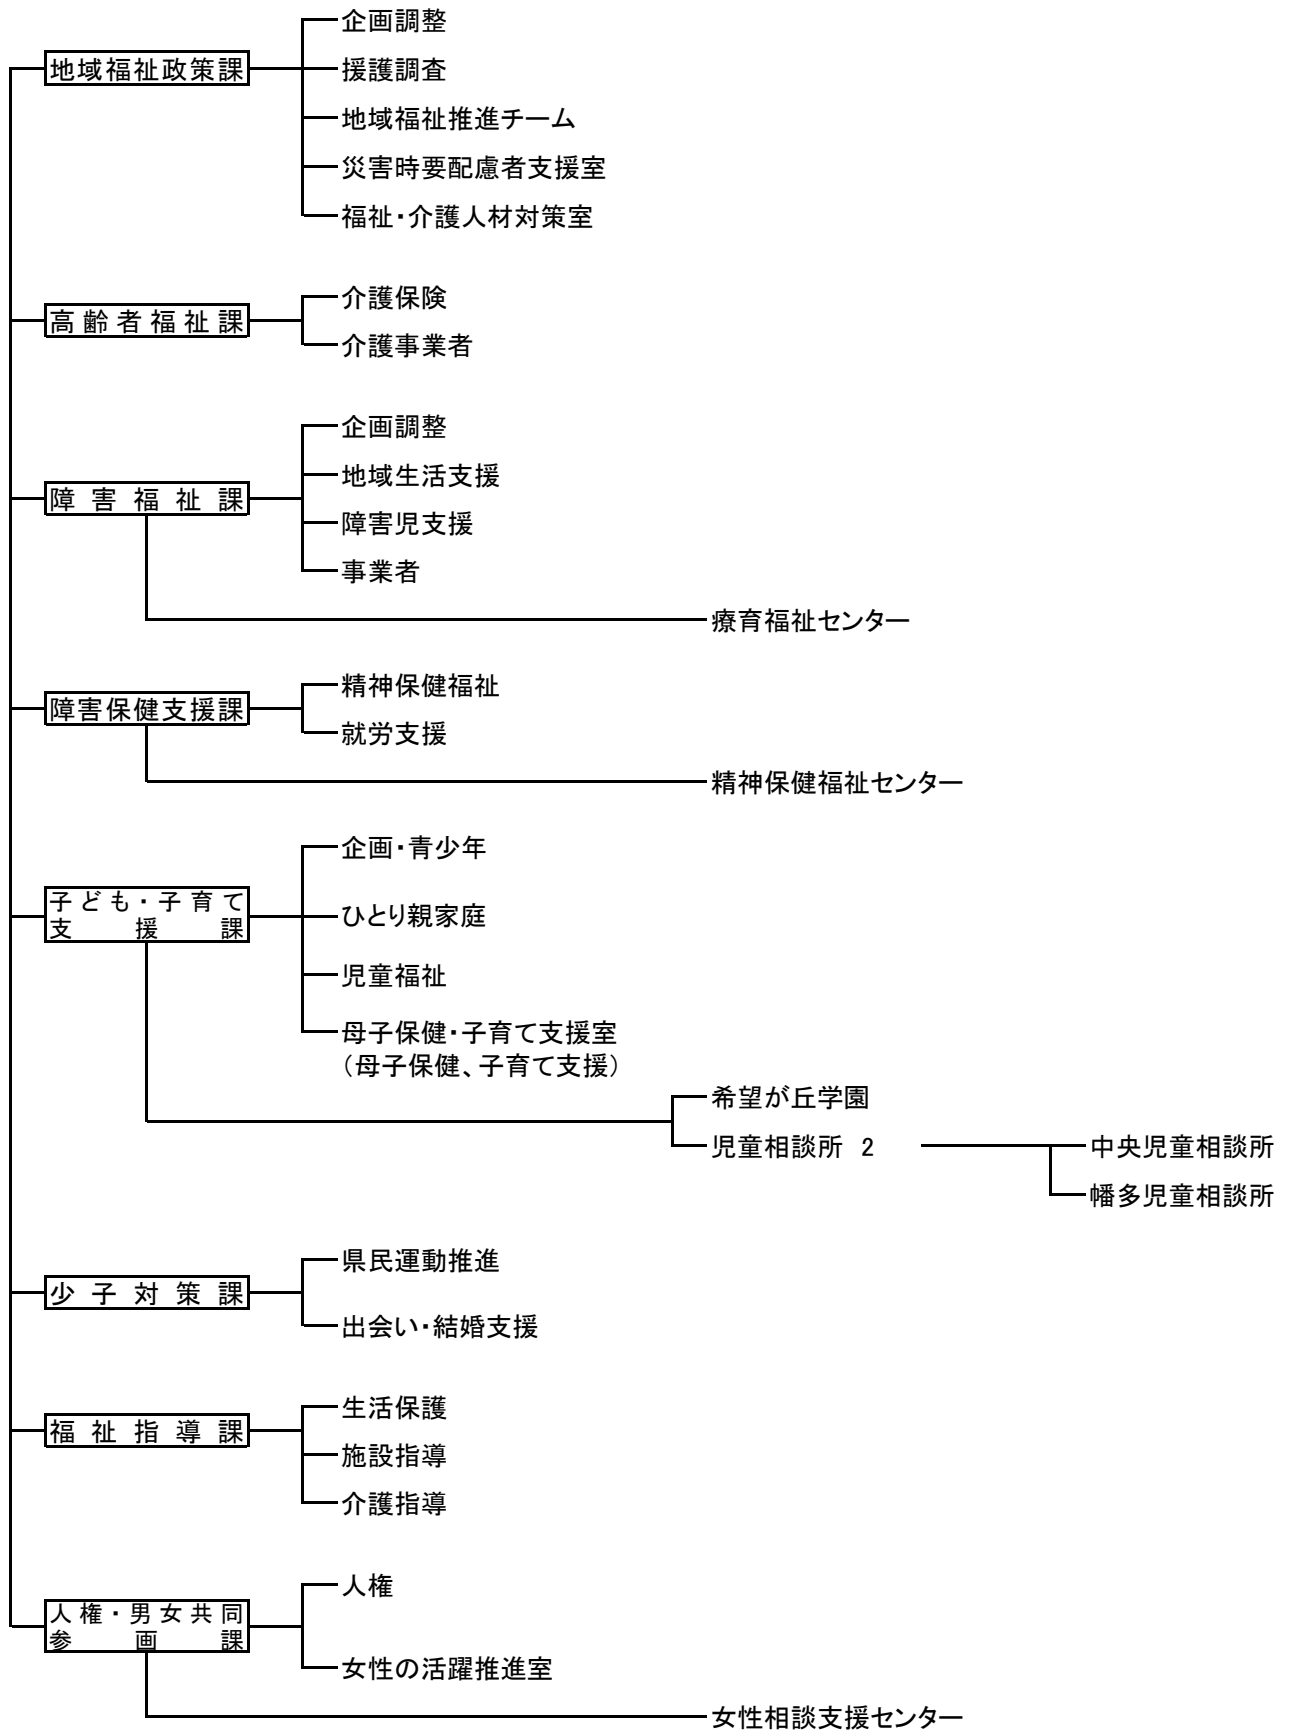 企画調整
地域福祉政策課
援護調査
地域福祉推進チーム
災害時要配慮者支援室
福祉・介護人材対策室
介護保険
高齢者福祉課
介護事業者
企画調整
地域生活支援
障害福祉課
障害児支援
事業者
療育福祉センター
精神保健福祉
障害保健支援課
就労支援
精神保健福祉センター
企画・青少年
子ども・子育て
支援課
ひとり親家庭
児童福祉
母子保健・子育て支援室
（母子保健、子育て支援）
希望が丘学園
児童相談所 2
中央児童相談所
幡多児童相談所
県民運動推進
少子対策課
出会い・結婚支援
生活保護
福祉指導課
施設指導
介護指導
人権
人権・男女共同
参画課
女性の活躍推進室
女性相談支援センター